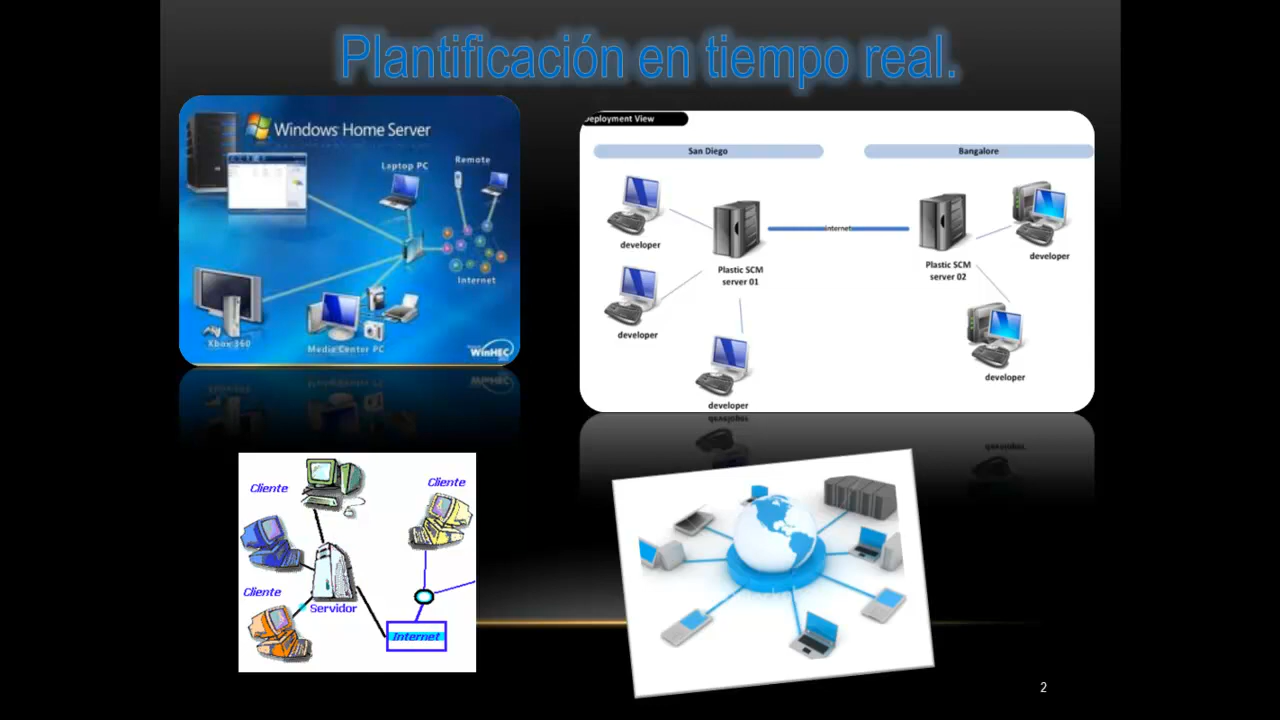 Plantificación en tiempo real.
Windows Home Server
Laptop PC
Remote
Internet
Xbox 360
Media Center PC
WinHEC
eployment View
San Diego
Bangalore
developer
Plastic SCM
server 01
internet
Plastic SCM
server 02
developer
developer
developer
developer
Cliente
Cliente
Cliente
Servidor
Internet
2